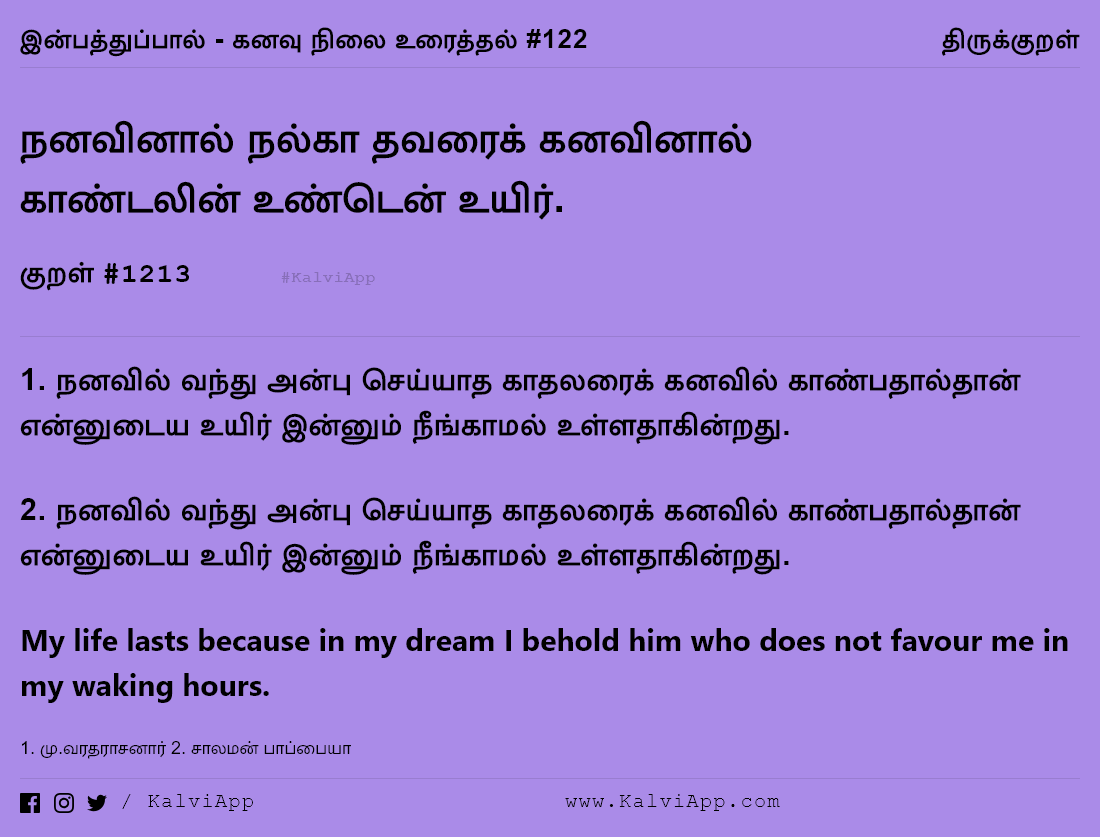 இன்பத்துப்பால் - கனவு நிலை உரைத்தல் #122 திருக்குறள்
நனவினால் நல்கா தவரைக் கனவினால்
காண்டலின் உண்டென் உயிர்.
குறள் #1213 #KalviApp
1. நனவில் வந்து அன்பு செய்யாத காதலரைக் கனவில் காண்பதால்தான்
என்னுடைய உயிர் இன்னும் நீங்காமல் உள்ளதாகின்றது.
2. நனவில் வந்து அன்பு செய்யாத காதலரைக் கனவில் காண்பதால்தான்
என்னுடைய உயிர் இன்னும் நீங்காமல் உள்ளதாகின்றது.
My life lasts because in my dream I behold him who does not favour me in
my waking hours.
1. மு.வரதராசனார் 2. சாலமன் பாப்பையா
/ KalviApp www.KalviApp.com